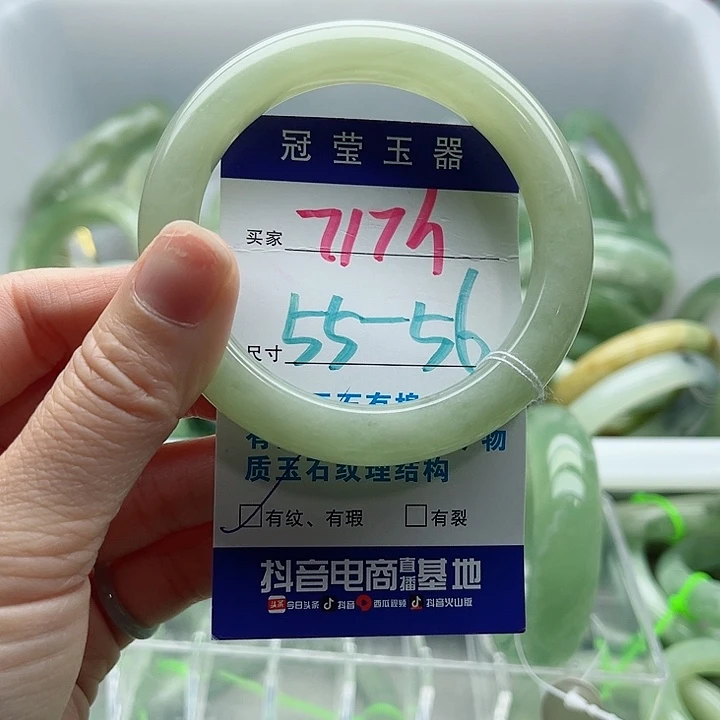 冠莹玉器
买家 7175
尺寸 55-56
质玉石纹理结构
有纹、有瑕 有裂
抖音电商直播基地
今日头条 抖音 西瓜视频 抖音火山版